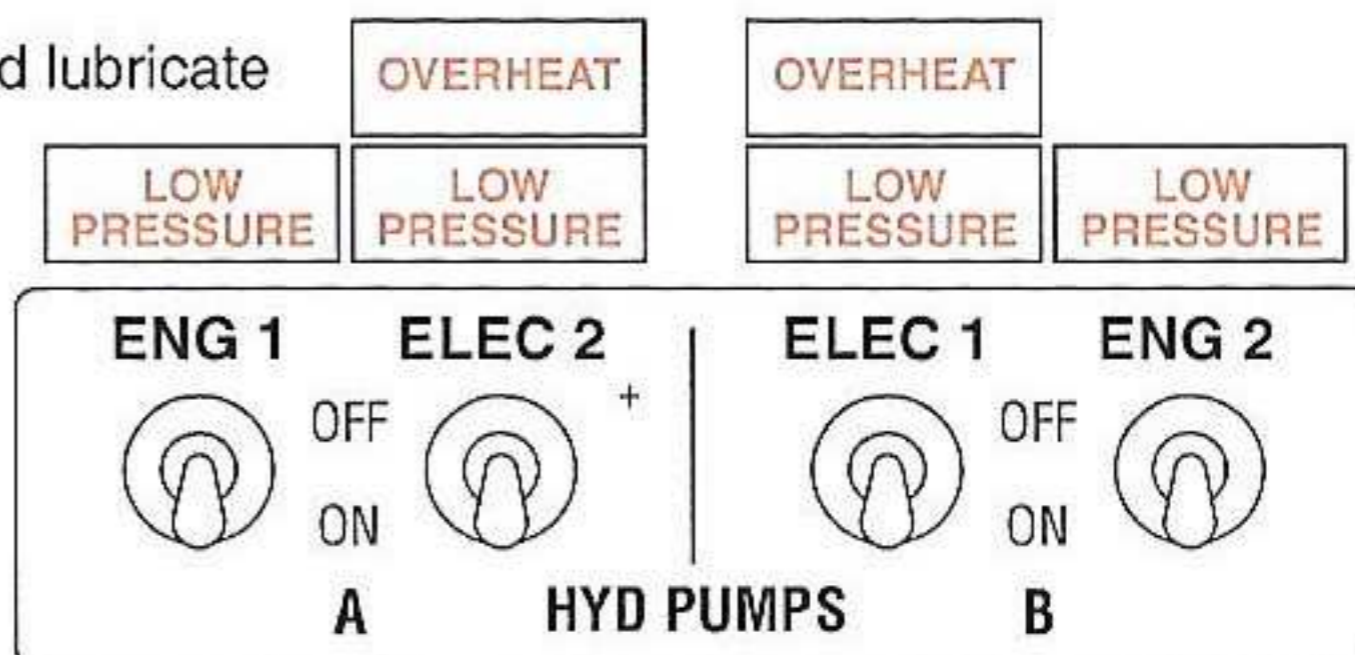 d lubricate
OVERHEAT OVERHEAT
LOW PRESSURE LOW PRESSURE LOW PRESSURE LOW PRESSURE
ENG 1 ELEC 2 ELEC 1 ENG 2
+
OFF OFF
ON ON
A HYD PUMPS B